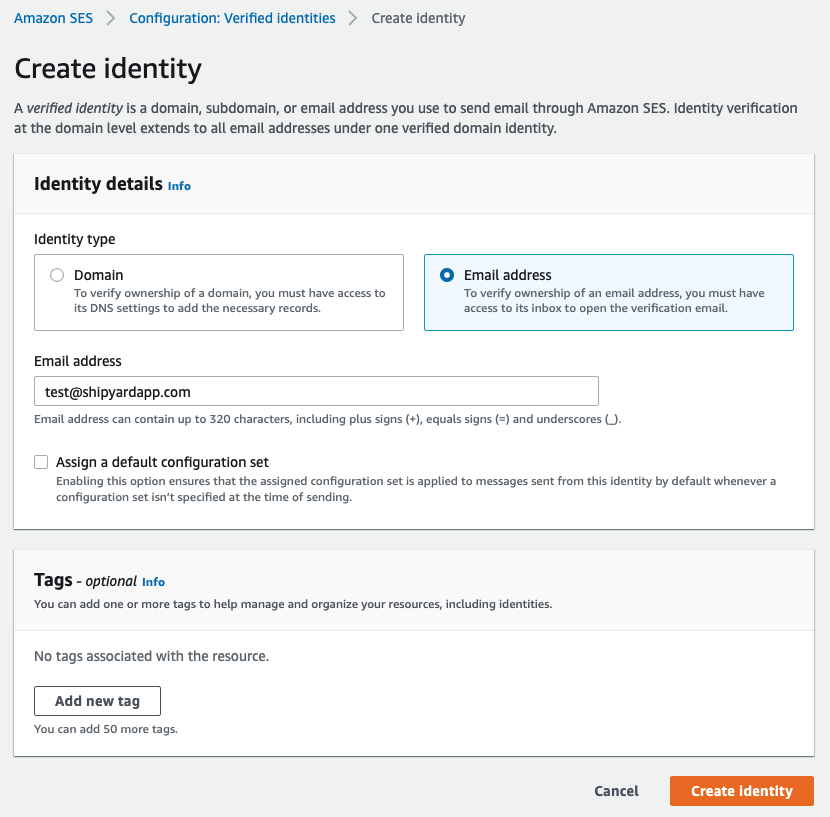 Amazon SES > Configuration: Verified identities > Create identity
Create identity
A verified identity is a domain, subdomain, or email address you use to send email through Amazon SES. Identity verification
at the domain level extends to all email addresses under one verified domain identity.
Identity details Info
Identity type
Domain
To verify ownership of a domain, you must have access to
its DNS settings to add the necessary records.
Email address
To verify ownership of an email address, you must have
access to its inbox to open the verification email.
Email address
test@shipyardapp.com
Email address can contain up to 320 characters, including plus signs (+), equals signs (=) and underscores (_).
Assign a default configuration set
Enabling this option ensures that the assigned configuration set is applied to messages sent from this identity by default whenever a
configuration set isn't specified at the time of sending.
Tags - optional Info
You can add one or more tags to help manage and organize your resources, including identities.
No tags associated with the resource.
Add new tag
You can add 50 more tags.
Cancel
Create identity